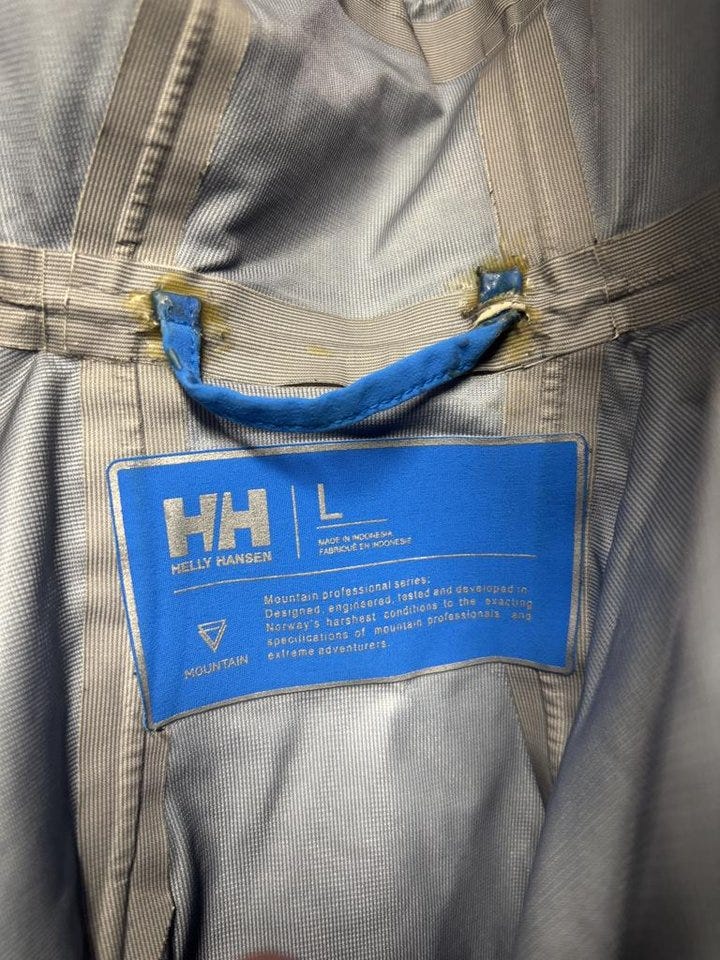 HH
HELLY HANSEN
L
MADE IN INDONESIA
FABRIQUÉ EN INDONESIE
MOUNTAIN
Mountain professional series:
Designed, engineered, tested and developed in
Norway's harshest conditions to the exacting
specifications of mountain professionals and
extreme adventurers.